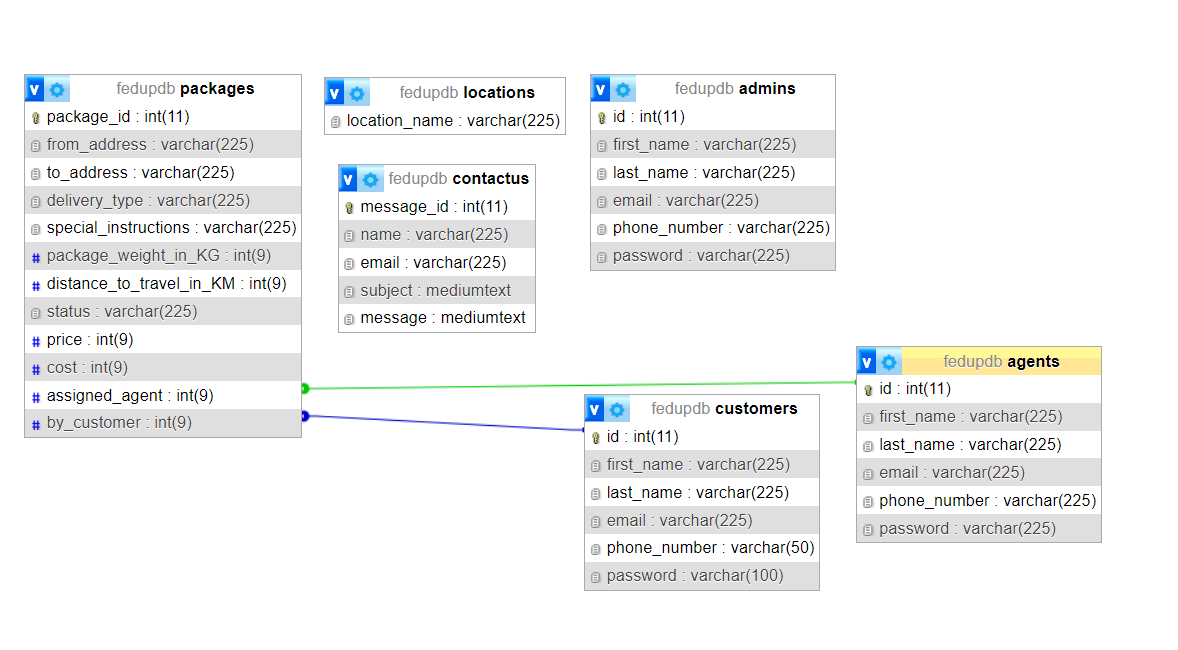 v fedupdb packages
package_id : int(11)
from_address : varchar(225)
to_address : varchar(225)
delivery_type : varchar(225)
special_instructions : varchar(225)
# package_weight_in_KG : int(9)
# distance_to_travel_in_KM : int(9)
status : varchar(225)
# price : int(9)
# cost : int(9)
# assigned_agent : int(9)
# by_customer : int(9)
v fedupdb locations
location_name : varchar(225)
v fedupdb contactus
message_id : int(11)
name : varchar(225)
email : varchar(225)
subject : mediumtext
message : mediumtext
v fedupdb admins
id : int(11)
first_name : varchar(225)
last_name : varchar(225)
email : varchar(225)
phone_number : varchar(225)
password : varchar(225)
v fedupdb customers
id : int(11)
first_name : varchar(225)
last_name : varchar(225)
email : varchar(225)
phone_number : varchar(50)
password : varchar(100)
v fedupdb agents
id : int(11)
first_name : varchar(225)
last_name : varchar(225)
email : varchar(225)
phone_number : varchar(225)
password : varchar(225)